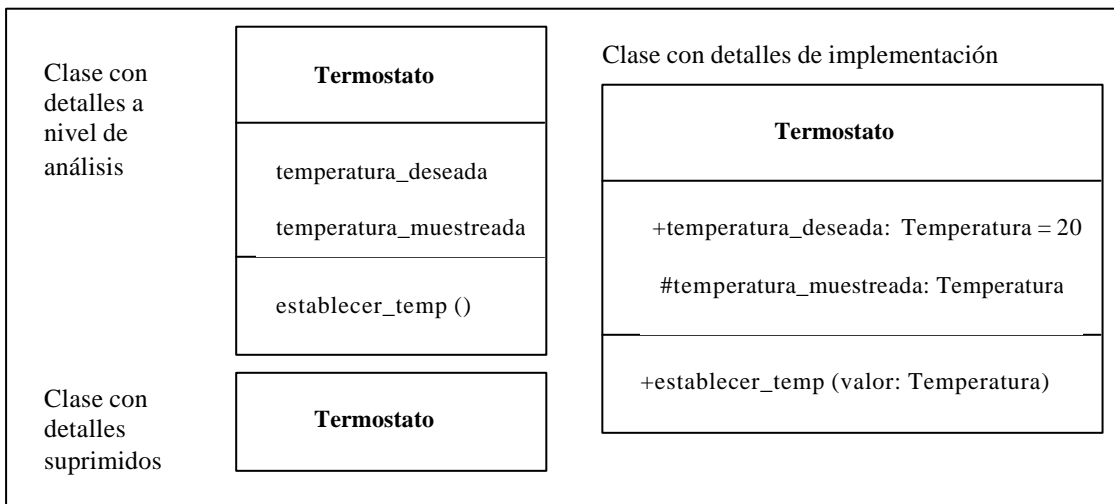 Clase con
detalles a
nivel de
análisis
Termostato
temperatura_deseada
temperatura_muestreada
establecer_temp ()
Clase con
detalles
suprimidos
Termostato
Clase con detalles de implementación
Termostato
+temperatura_deseada: Temperatura = 20
#temperatura_muestreada: Temperatura
+establecer_temp (valor: Temperatura)